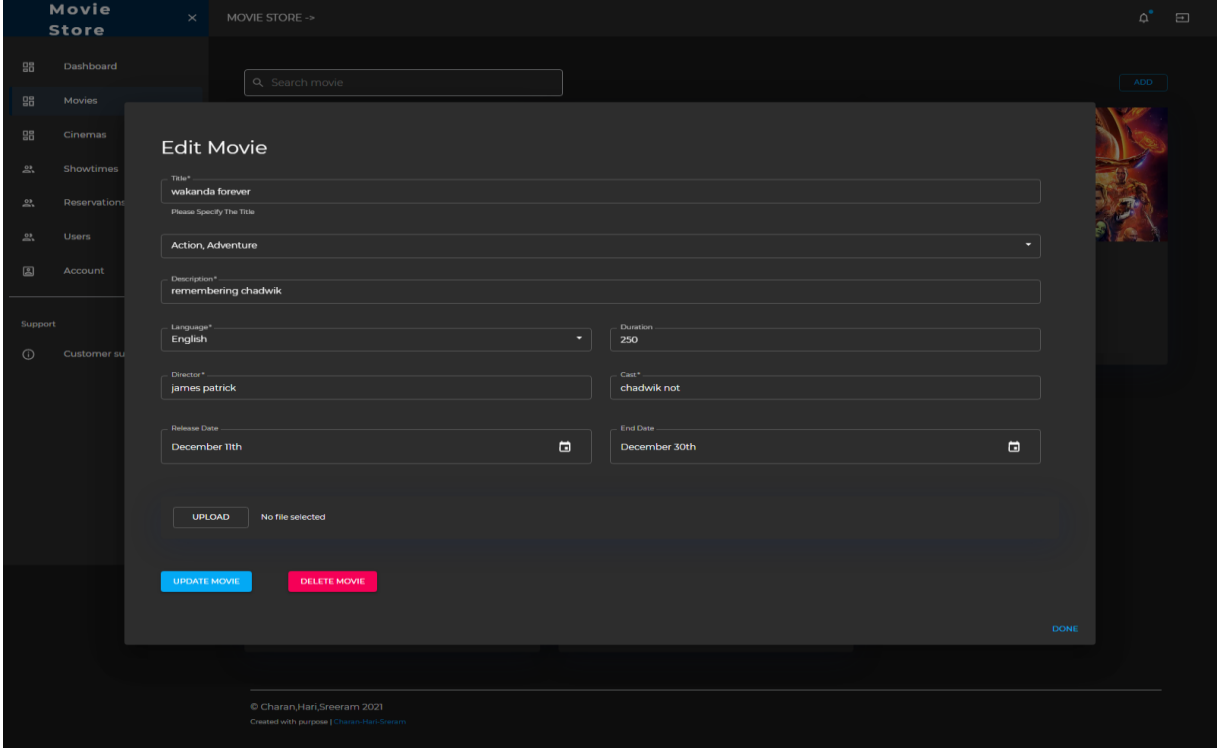 Movie
Store
MOVIE STORE ->
Dashboard
Search movie
ADD
Movies
Cinemas
Showtimes
Reservations
Users
Account
Support
Customer su
Edit Movie
Title*
wakanda forever
Please Specify The Title
Action, Adventure
Description*
remembering chadwik
Language*
English
Duration
250
Director*
james patrick
Cast*
chadwik not
Release Date
December 11th
End Date
December 30th
UPLOAD No file selected
UPDATE MOVIE DELETE MOVIE
DONE
© Charan,Hari,Sreeram 2021
Created with purpose | Charan-Hari-Sreram